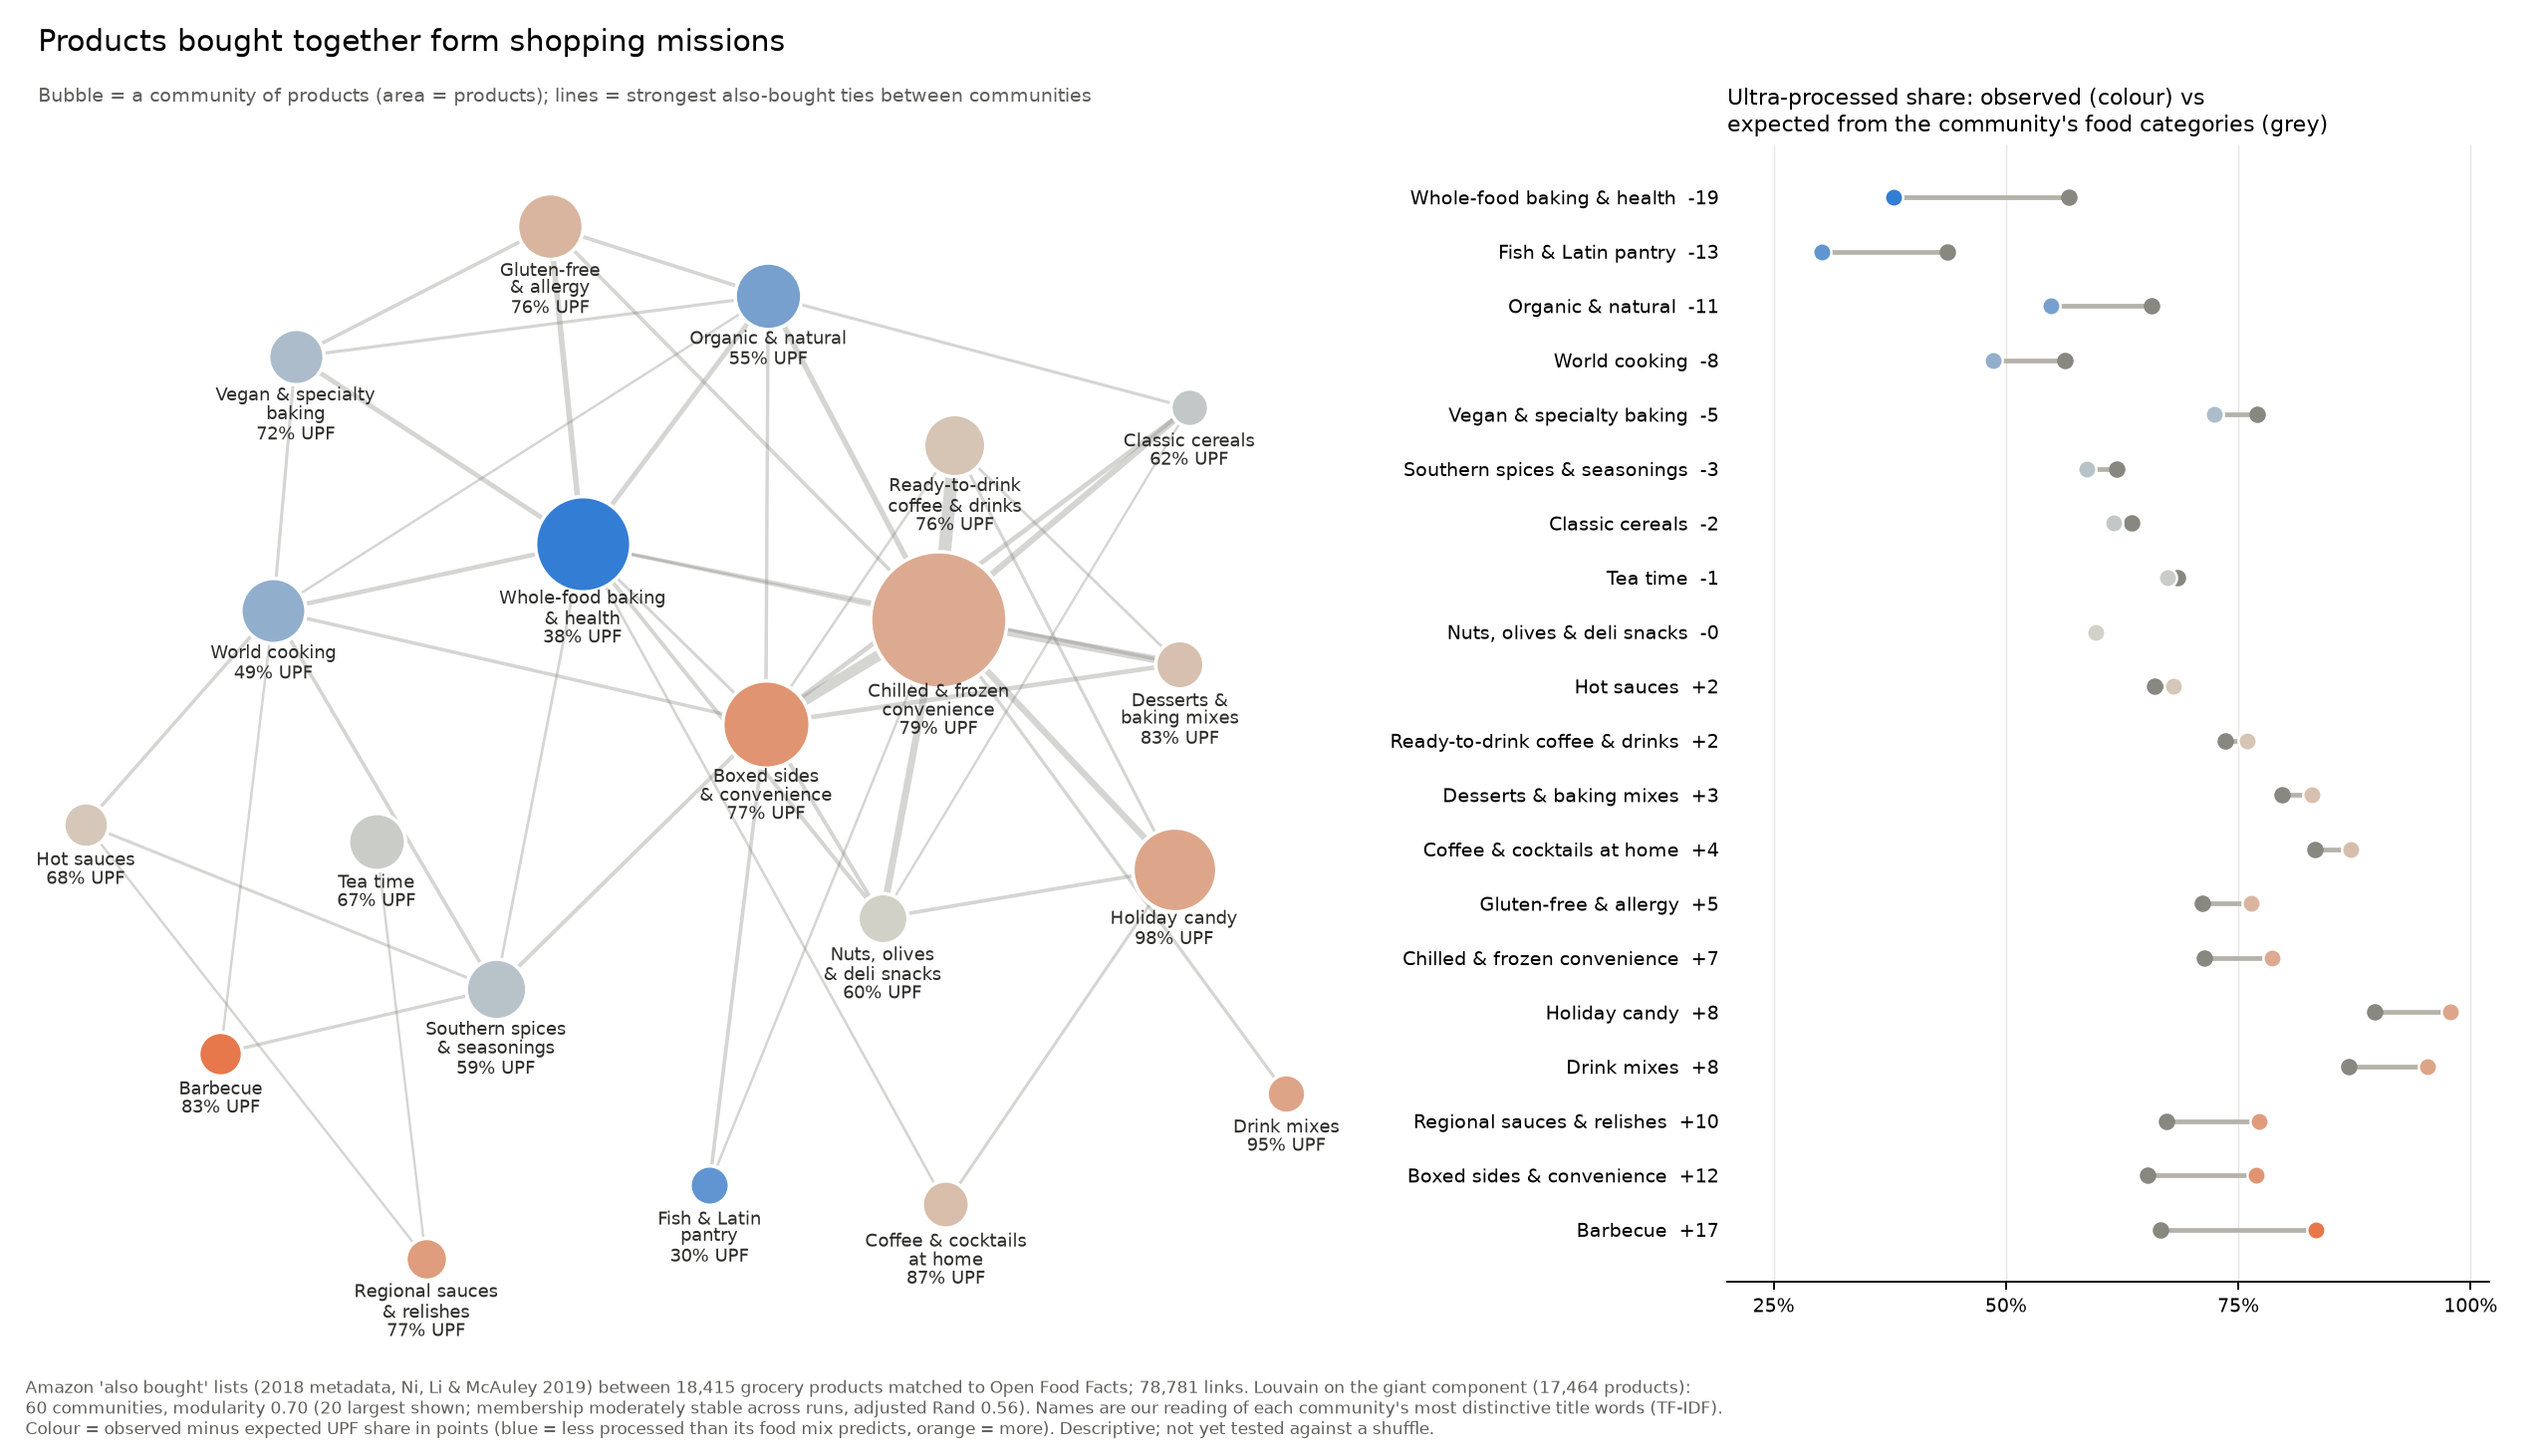 Products bought together form shopping missions
Bubble = a community of products (area = products); lines = strongest also-bought ties between communities
Gluten-free
& allergy
76% UPF
Organic & natural
55% UPF
Vegan & specialty
baking
72% UPF
Classic cereals
62% UPF
Ready-to-drink
coffee & drinks
76% UPF
Whole-food baking
& health
38% UPF
World cooking
49% UPF
Chilled & frozen
convenience
79% UPF
Desserts &
baking mixes
83% UPF
Boxed sides
& convenience
77% UPF
Hot sauces
68% UPF
Tea time
67% UPF
Holiday candy
98% UPF
Nuts, olives
& deli snacks
60% UPF
Southern spices
& seasonings
59% UPF
Barbecue
83% UPF
Drink mixes
95% UPF
Fish & Latin
pantry
30% UPF
Coffee & cocktails
at home
87% UPF
Regional sauces
& relishes
77% UPF
Ultra-processed share: observed (colour) vs
expected from the community's food categories (grey)
Whole-food baking & health -19
Fish & Latin pantry -13
Organic & natural -11
World cooking -8
Vegan & specialty baking -5
Southern spices & seasonings -3
Classic cereals -2
Tea time -1
Nuts, olives & deli snacks -0
Hot sauces +2
Ready-to-drink coffee & drinks +2
Desserts & baking mixes +3
Coffee & cocktails at home +4
Gluten-free & allergy +5
Chilled & frozen convenience +7
Holiday candy +8
Drink mixes +8
Regional sauces & relishes +10
Boxed sides & convenience +12
Barbecue +17
25% 50% 75% 100%
Amazon 'also bought' lists (2018 metadata, Ni, Li & McAuley 2019) between 18,415 grocery products matched to Open Food Facts; 78,781 links. Louvain on the giant component (17,464 products):
60 communities, modularity 0.70 (20 largest shown; membership moderately stable across runs, adjusted Rand 0.56). Names are our reading of each community's most distinctive title words (TF-IDF).
Colour = observed minus expected UPF share in points (blue = less processed than its food mix predicts, orange = more). Descriptive; not yet tested against a shuffle.